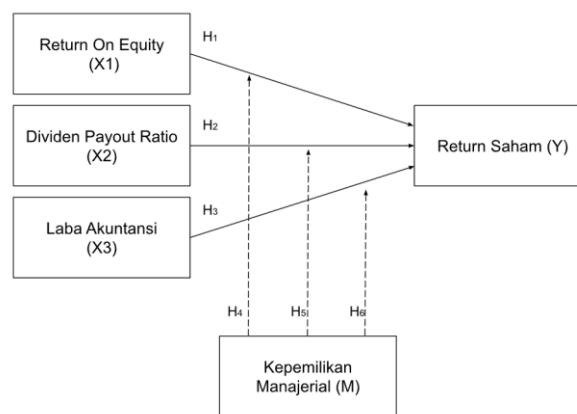 Return On Equity
(X1)
H1
Dividen Payout Ratio
(X2)
H2
Return Saham (Y)
Laba Akuntansi
(X3)
H3
H4
H5
H6
Kepemilikan
Manajerial (M)